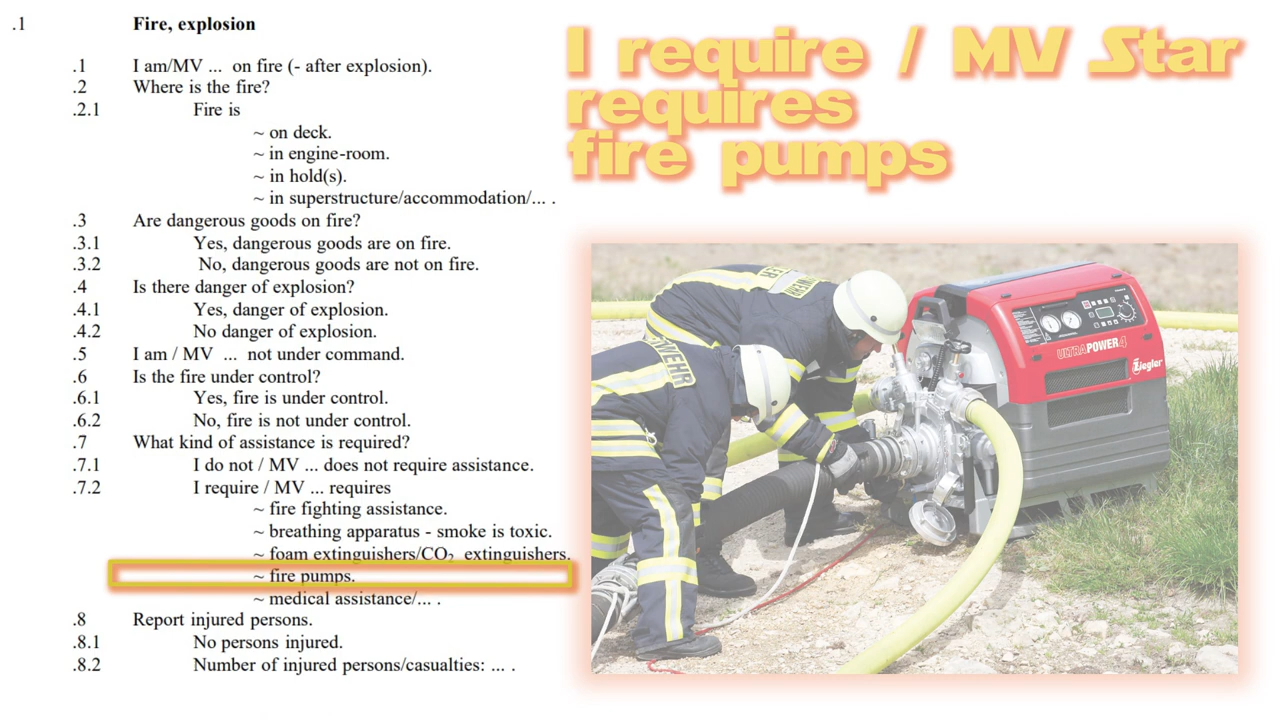 .1 Fire, explosion
.1 I am/MV ... on fire (- after explosion).
.2 Where is the fire?
.2.1 Fire is
~ on deck.
~ in engine-room.
~ in hold(s).
~ in superstructure/accommodation/... .
.3 Are dangerous goods on fire?
.3.1 Yes, dangerous goods are on fire.
.3.2 No, dangerous goods are not on fire.
.4 Is there danger of explosion?
.4.1 Yes, danger of explosion.
.4.2 No danger of explosion.
.5 I am / MV ... not under command.
.6 Is the fire under control?
.6.1 Yes, fire is under control.
.6.2 No, fire is not under control.
.7 What kind of assistance is required?
.7.1 I do not / MV ... does not require assistance.
.7.2 I require / MV ... requires
~ fire fighting assistance.
~ breathing apparatus - smoke is toxic.
~ foam extinguishers/CO₂ extinguishers.
~ fire pumps.
~ medical assistance/... .
.8 Report injured persons.
.8.1 No persons injured.
.8.2 Number of injured persons/casualties: ... .
I require / MV Star
requires
fire pumps
ULTRAPOWER4
Ziegler